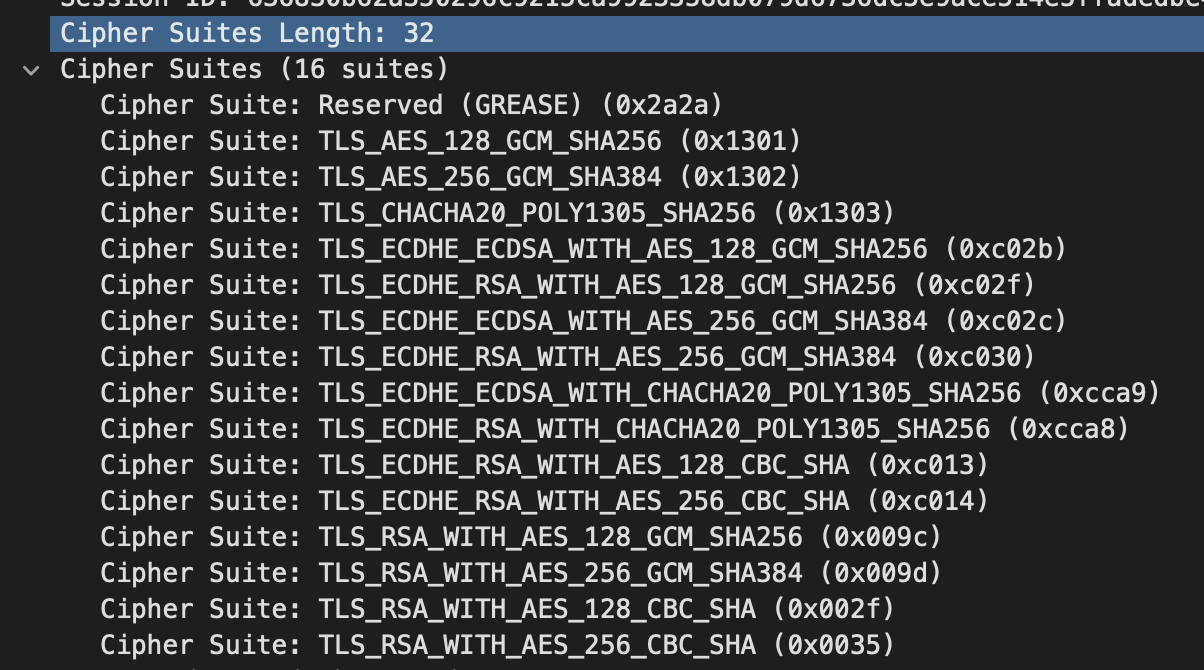 Cipher Suites Length: 32
Cipher Suites (16 suites)
Cipher Suite: Reserved (GREASE) (0x2a2a)
Cipher Suite: TLS_AES_128_GCM_SHA256 (0x1301)
Cipher Suite: TLS_AES_256_GCM_SHA384 (0x1302)
Cipher Suite: TLS_CHACHA20_POLY1305_SHA256 (0x1303)
Cipher Suite: TLS_ECDHE_ECDSA_WITH_AES_128_GCM_SHA256 (0xc02b)
Cipher Suite: TLS_ECDHE_RSA_WITH_AES_128_GCM_SHA256 (0xc02f)
Cipher Suite: TLS_ECDHE_ECDSA_WITH_AES_256_GCM_SHA384 (0xc02c)
Cipher Suite: TLS_ECDHE_RSA_WITH_AES_256_GCM_SHA384 (0xc030)
Cipher Suite: TLS_ECDHE_ECDSA_WITH_CHACHA20_POLY1305_SHA256 (0xcca9)
Cipher Suite: TLS_ECDHE_RSA_WITH_CHACHA20_POLY1305_SHA256 (0xcca8)
Cipher Suite: TLS_ECDHE_RSA_WITH_AES_128_CBC_SHA (0xc013)
Cipher Suite: TLS_ECDHE_RSA_WITH_AES_256_CBC_SHA (0xc014)
Cipher Suite: TLS_RSA_WITH_AES_128_GCM_SHA256 (0x009c)
Cipher Suite: TLS_RSA_WITH_AES_256_GCM_SHA384 (0x009d)
Cipher Suite: TLS_RSA_WITH_AES_128_CBC_SHA (0x002f)
Cipher Suite: TLS_RSA_WITH_AES_256_CBC_SHA (0x0035)